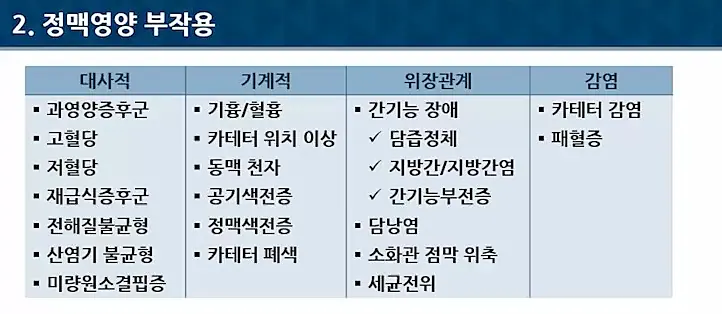 2. 정맥영양 부작용
대사적 기계적 위장관계 감염
▪ 과영양증후군 ▪ 기흉/혈흉 ▪ 간기능 장애 ▪ 카테터 감염
▪ 고혈당 ▪ 카테터 위치 이상 ✓ 담즙정체 ▪ 패혈증
▪ 저혈당 ▪ 동맥 천자 ✓ 지방간/지방간염
▪ 재급식증후군 ▪ 공기색전증 ✓ 간기능부전증
▪ 전해질불균형 ▪ 정맥색전증 ▪ 담낭염
▪ 산염기 불균형 ▪ 카테터 폐색 ▪ 소화관 점막 위축
▪ 미량원소결핍증 ▪ 세균전위